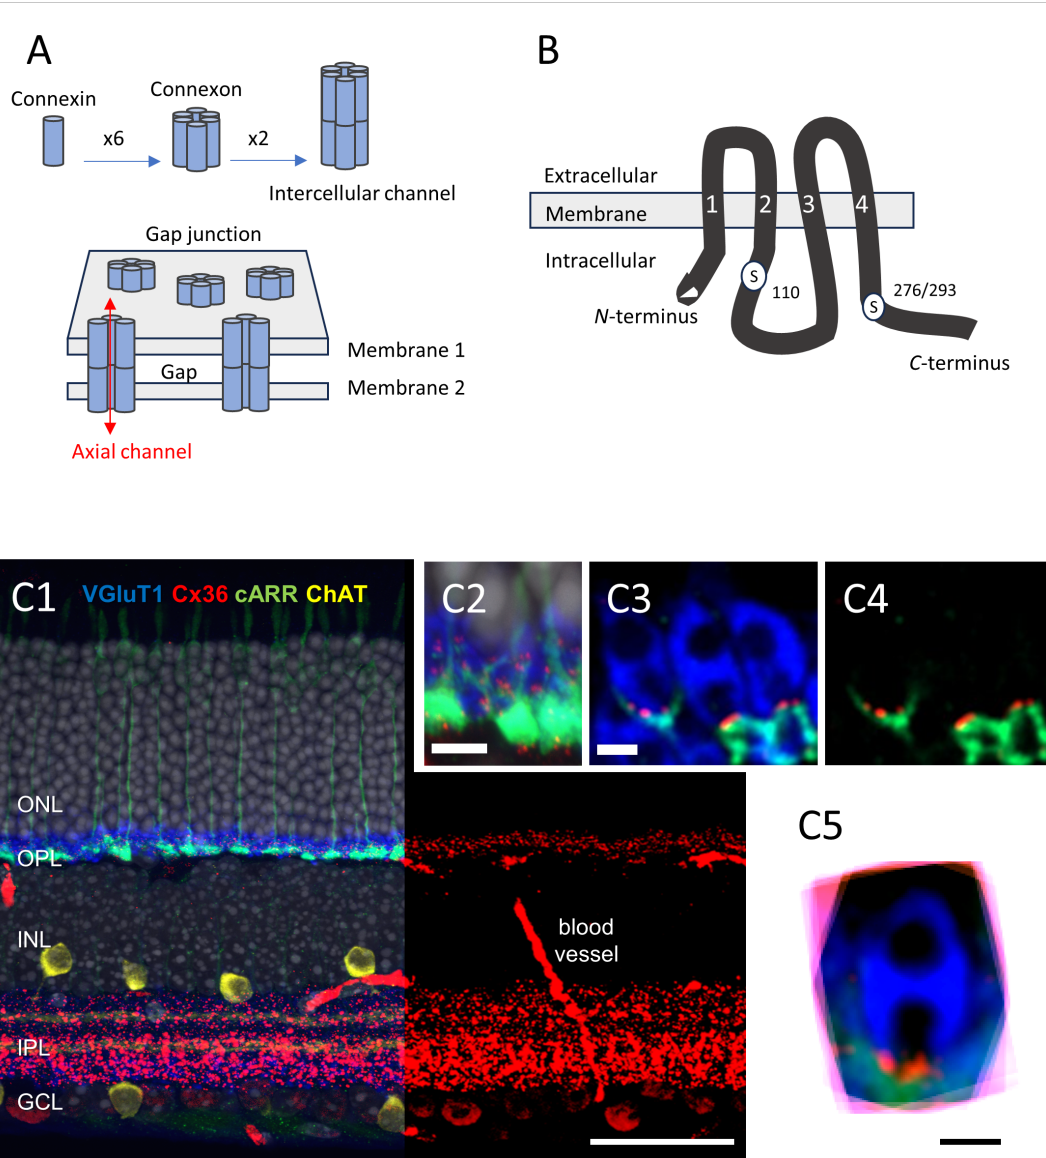 A
Connexin
Connexon
x6
x2
Intercellular channel
Gap junction
Membrane 1
Gap
Membrane 2
Axial channel
B
Extracellular
Membrane
1 2 3 4
Intracellular
S
110
276/293
S
N-terminus
C-terminus
C1
VGluT1 Cx36 cARR ChAT
ONL
OPL
INL
IPL
GCL
blood
vessel
C2
C3
C4
C5